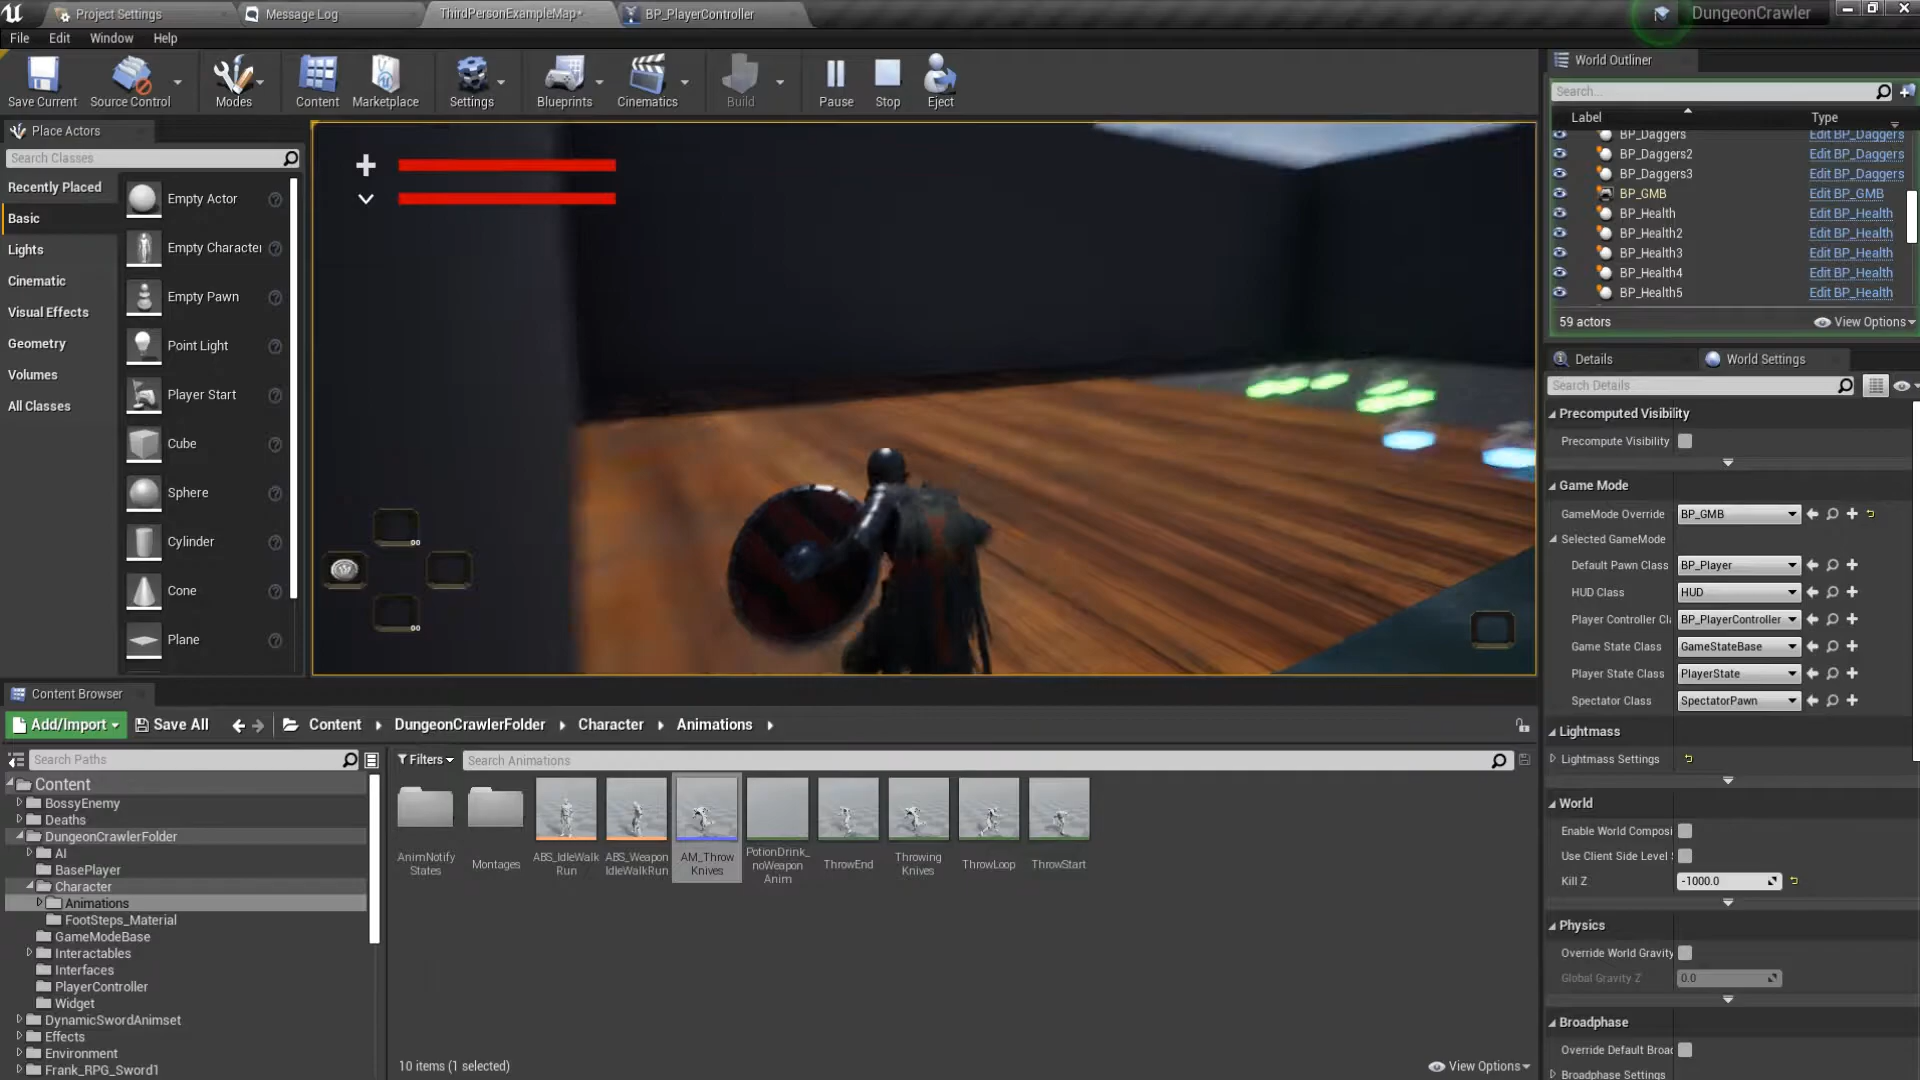 Project Settings
Message Log
ThirdPersonExampleMap*
BP_PlayerController
DungeonCrawler
File Edit Window Help
Save Current
Source Control
Modes
Content
Marketplace
Settings
Blueprints
Cinematics
Build
Pause
Stop
Eject
Place Actors
Search Classes
Recently Placed
Basic
Lights
Cinematic
Visual Effects
Geometry
Volumes
All Classes
Empty Actor
Empty Character
Empty Pawn
Point Light
Player Start
Cube
Sphere
Cylinder
Cone
Plane
World Outliner
Search...
Label Type
BP_Daggers Edit BP_Daggers
BP_Daggers2 Edit BP_Daggers
BP_Daggers3 Edit BP_Daggers
BP_GMB Edit BP_GMB
BP_Health Edit BP_Health
BP_Health2 Edit BP_Health
BP_Health3 Edit BP_Health
BP_Health4 Edit BP_Health
BP_Health5 Edit BP_Health
59 actors View Options
Details World Settings
Search Details
Precomputed Visibility
Precompute Visibility
Game Mode
GameMode Override BP_GMB
Selected GameMode
Default Pawn Class BP_Player
HUD Class HUD
Player Controller Cl BP_PlayerController
Game State Class GameStateBase
Player State Class PlayerState
Spectator Class SpectatorPawn
Lightmass
Lightmass Settings
World
Enable World Composi
Use Client Side Level
Kill Z -1000.0
Physics
Override World Gravity
Global Gravity Z 0.0
Broadphase
Override Default Broad
Broadphase Settings
Content Browser
Add/Import Save All Content DungeonCrawlerFolder Character Animations
Search Paths
Filters Search Animations
Content
BossyEnemy
Deaths
DungeonCrawlerFolder
AI
BasePlayer
Character
Animations
FootSteps_Material
GameModeBase
Interactables
Interfaces
PlayerController
Widget
DynamicSwordAnimset
Effects
Environment
Frank_RPG_Sword1
AnimNotify
States
Montages
ABS_IdleWalk
Run
ABS_Weapon
IdleWalkRun
AM_Throw
Knives
PotionDrink_
noWeapon
Anim
ThrowEnd
Throwing
Knives
ThrowLoop
ThrowStart
10 items (1 selected) View Options